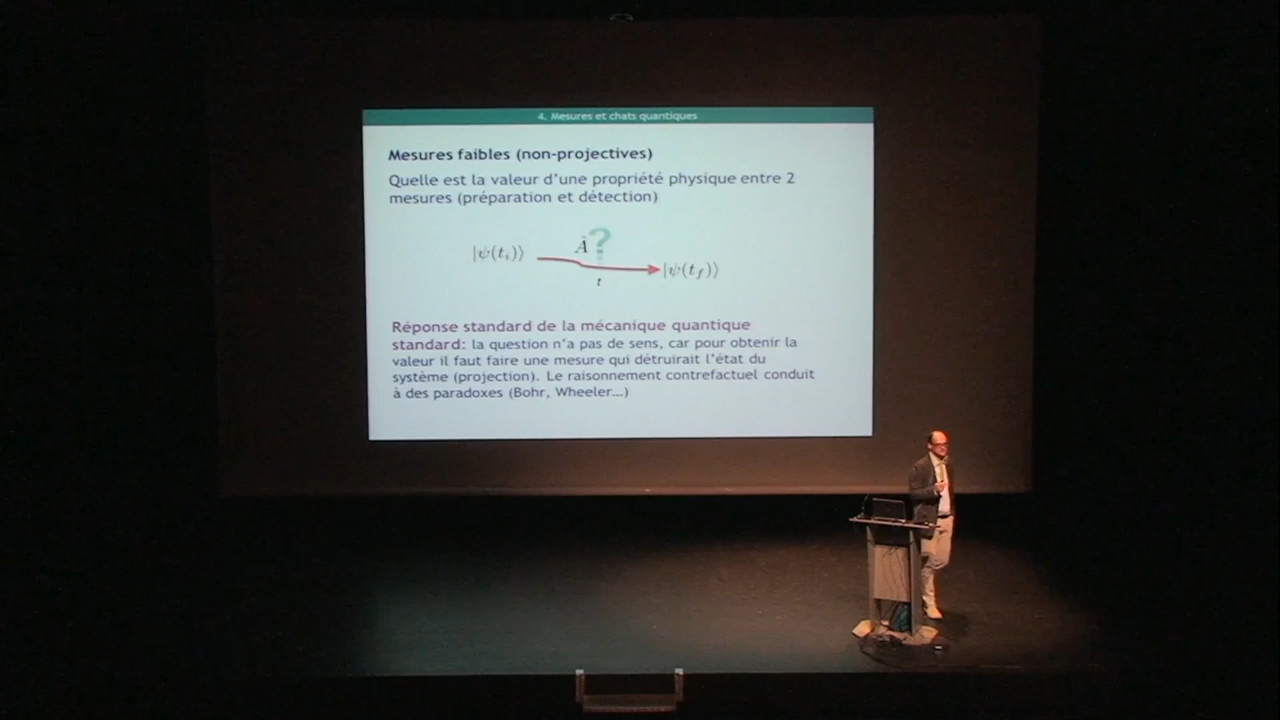 4. Mesures et chats quantiques
Mesures faibles (non-projectives)
Quelle est la valeur d'une propriété physique entre 2
mesures (préparation et détection)
|ψ(tᵢ)⟩ Â ?
t |ψ(t_f)⟩
Réponse standard de la mécanique quantique
standard: la question n'a pas de sens, car pour obtenir la
valeur il faut faire une mesure qui détruirait l'état du
système (projection). Le raisonnement contrefactuel conduit
à des paradoxes (Bohr, Wheeler...)